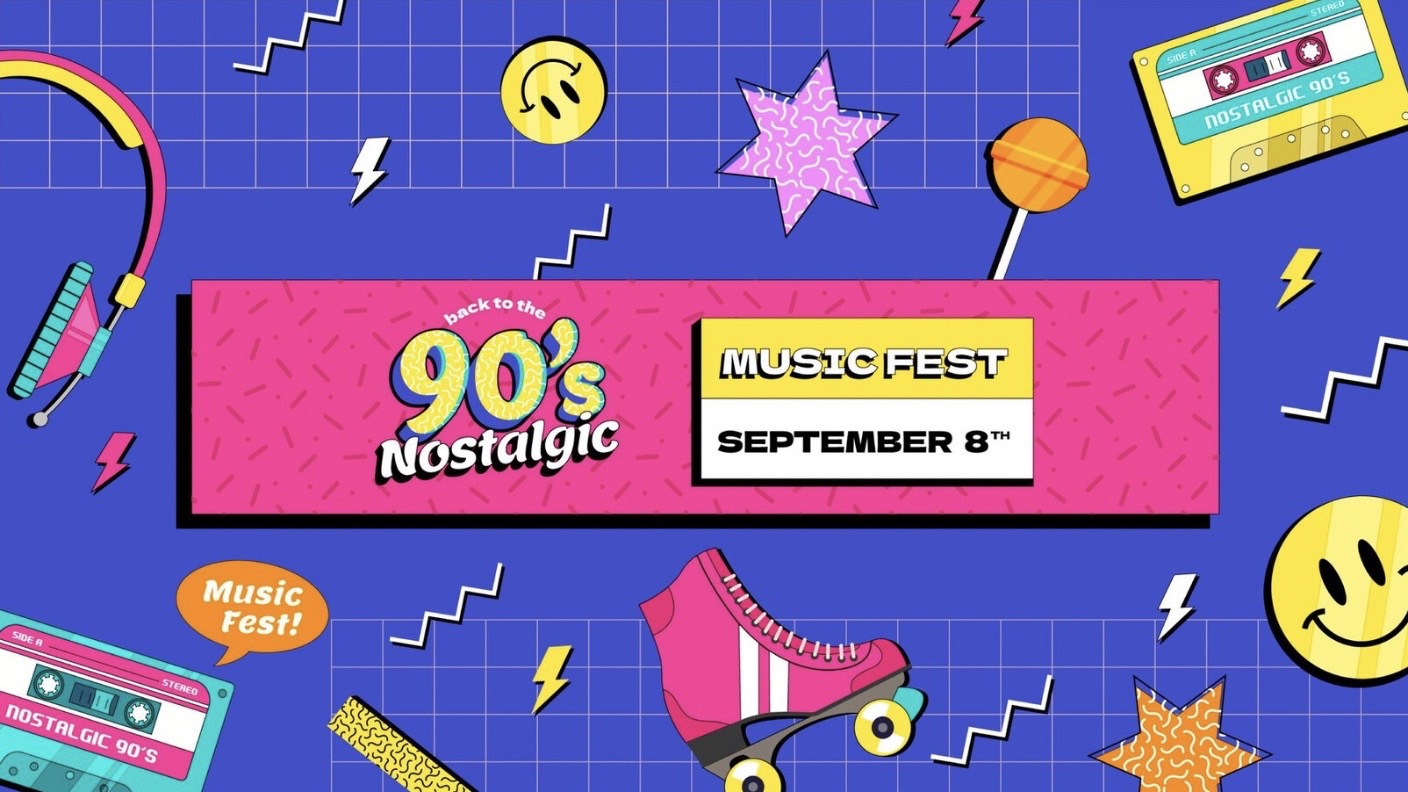 SIDE A
STEREO
NOSTALGIC 90'S
back to the
90's
Nostalgic
MUSIC FEST
SEPTEMBER 8TH
Music
Fest!
SIDE A
STEREO
NOSTALGIC 90'S